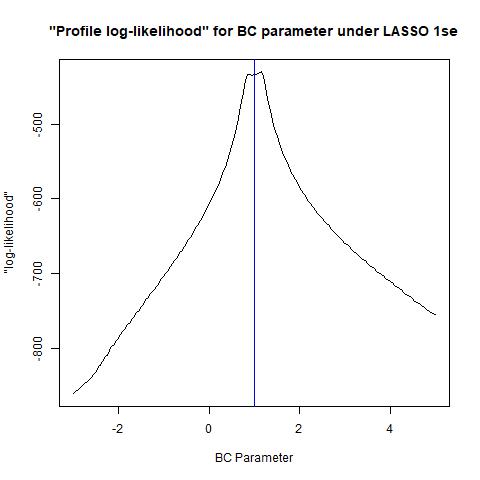 "Profile log-likelihood" for BC parameter under LASSO 1se
"log-likelihood"
-500
-600
-700
-800
-2 0 2 4
BC Parameter